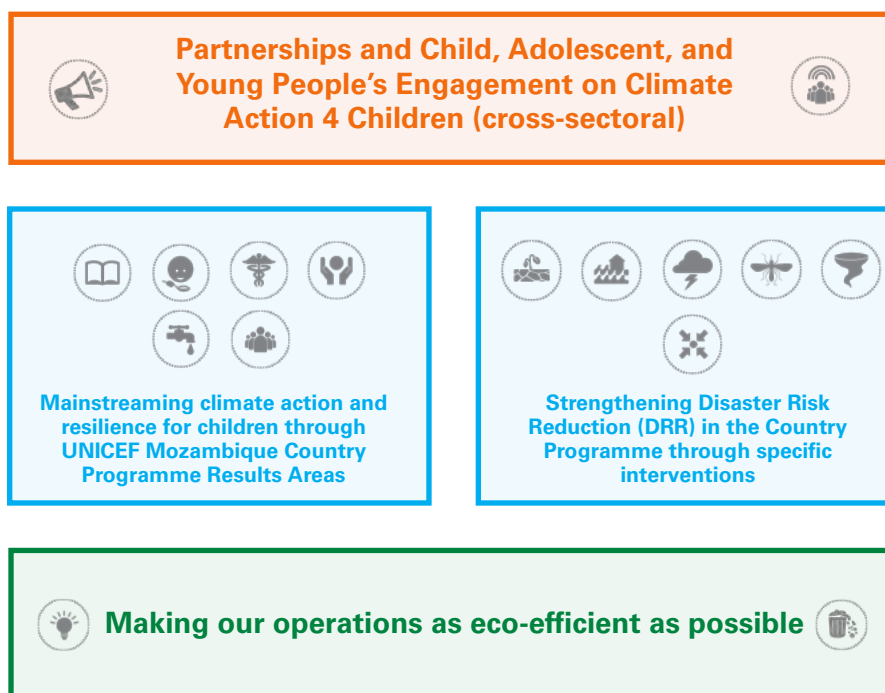 Partnerships and Child, Adolescent, and
Young People’s Engagement on Climate
Action 4 Children (cross-sectoral)
Mainstreaming climate action and
resilience for children through
UNICEF Mozambique Country
Programme Results Areas
Strengthening Disaster Risk
Reduction (DRR) in the Country
Programme through specific
interventions
Making our operations as eco-efficient as possible